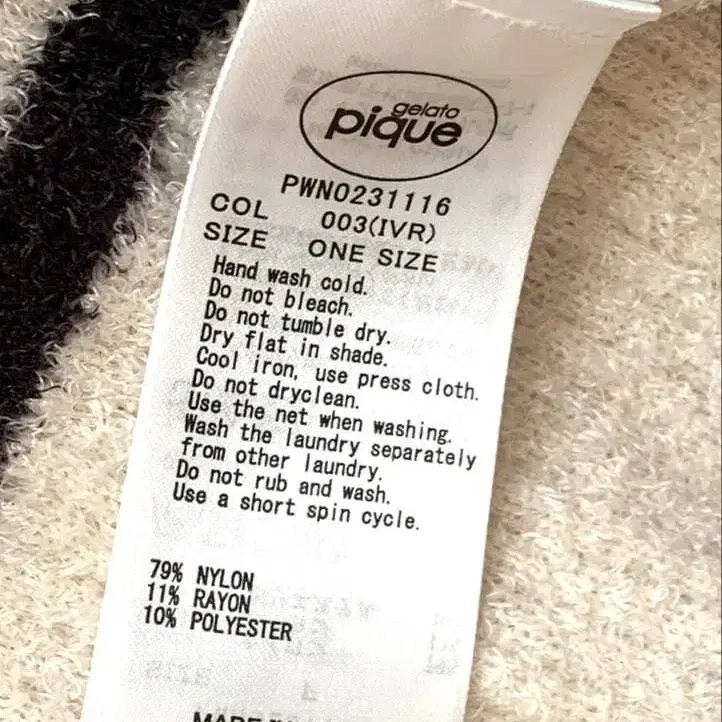 gelato
pique
PWNO231116
COL 003(IVR)
SIZE ONE SIZE
Hand wash cold.
Do not bleach.
Do not tumble dry.
Dry flat in shade.
Cool iron, use press cloth.
Do not dryclean.
Use the net when washing.
Wash the laundry separately
from other laundry.
Do not rub and wash.
Use a short spin cycle.
79% NYLON
11% RAYON
10% POLYESTER
MADE IN